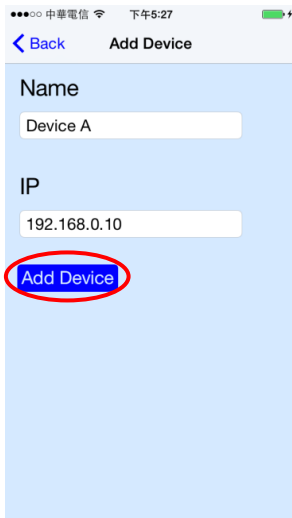 ●●●○○ 中華電信 下午5:27
Back Add Device
Name
Device A
IP
192.168.0.10
Add Device